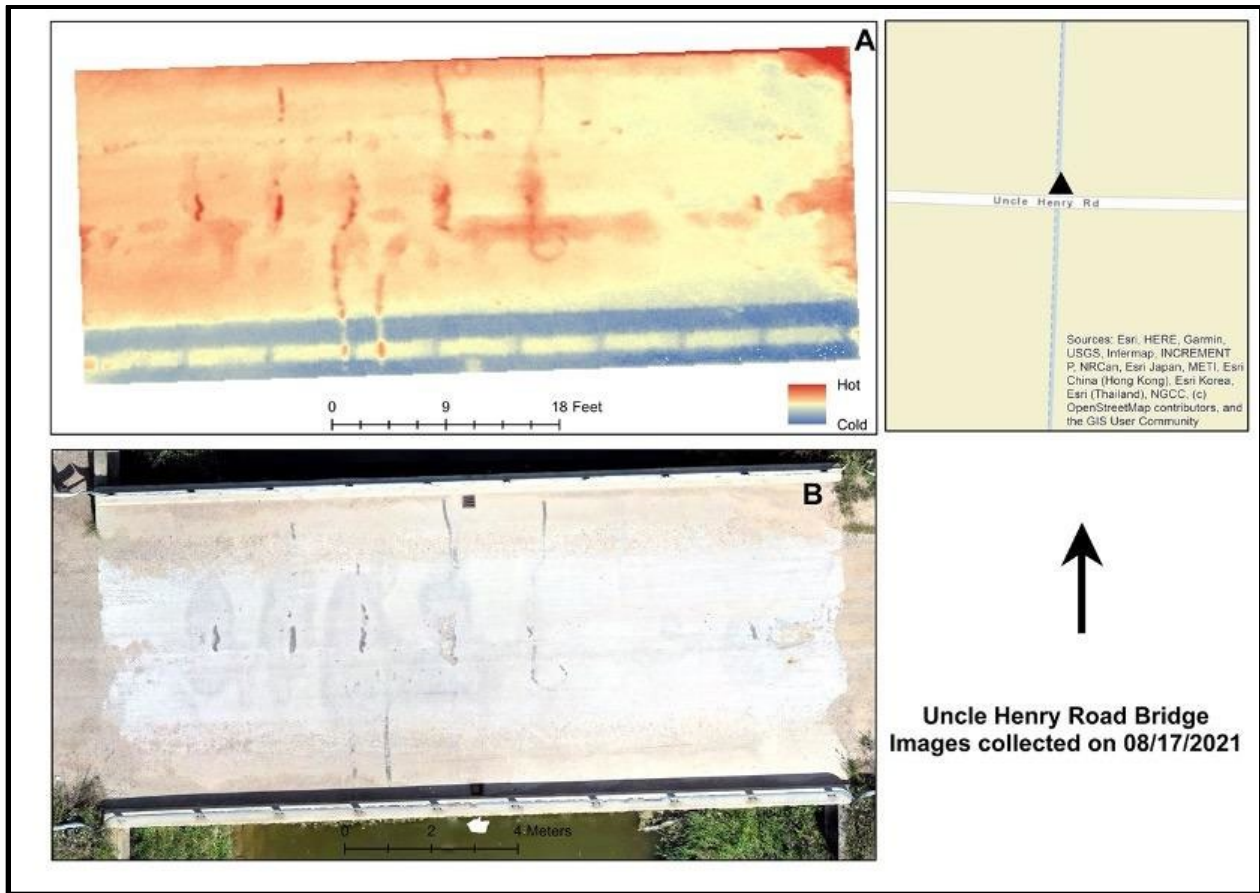 A
0
9
18 Feet
Hot
Cold
Uncle Henry Rd
Sources: Esri, HERE, Garmin,
USGS, Intermap, INCREMENT
P, NRCan, Esri Japan, METI, Esri
China (Hong Kong), Esri Korea,
Esri (Thailand), NGCC, (c)
OpenStreetMap contributors, and
the GIS User Community
B
0
2
4 Meters
Uncle Henry Road Bridge
Images collected on 08/17/2021